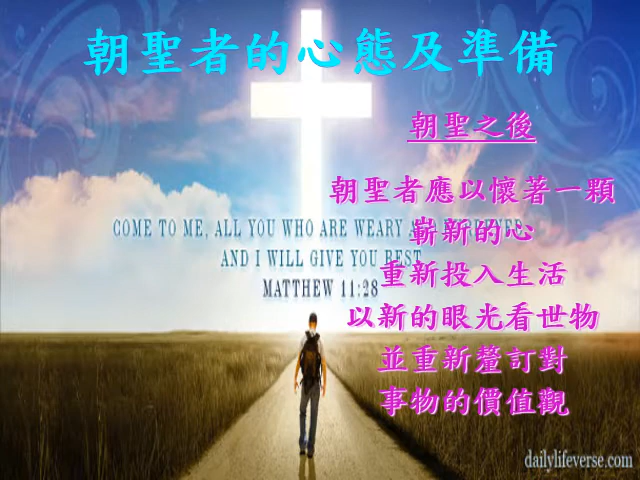 朝聖者的心態及準備
朝聖之後
朝聖者應以懷著一顆
嶄新的心
重新投入生活
以新的眼光看世物
並重新釐訂對
事物的價值觀
COME TO ME, ALL YOU WHO ARE WEARY
AND I WILL GIVE YOU REST
MATTHEW 11:28
dailylifeverse.com